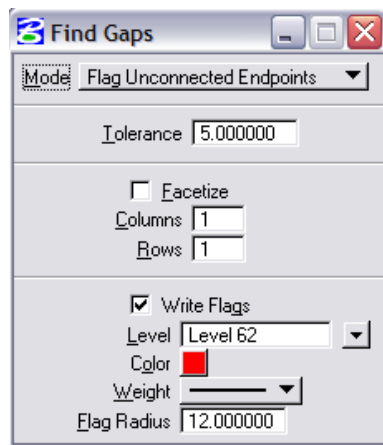 Find Gaps
Mode Flag Unconnected Endpoints
Tolerance 5.000000
Facetize
Columns 1
Rows 1
Write Flags
Level Level 62
Color
Weight
Flag Radius 12.000000